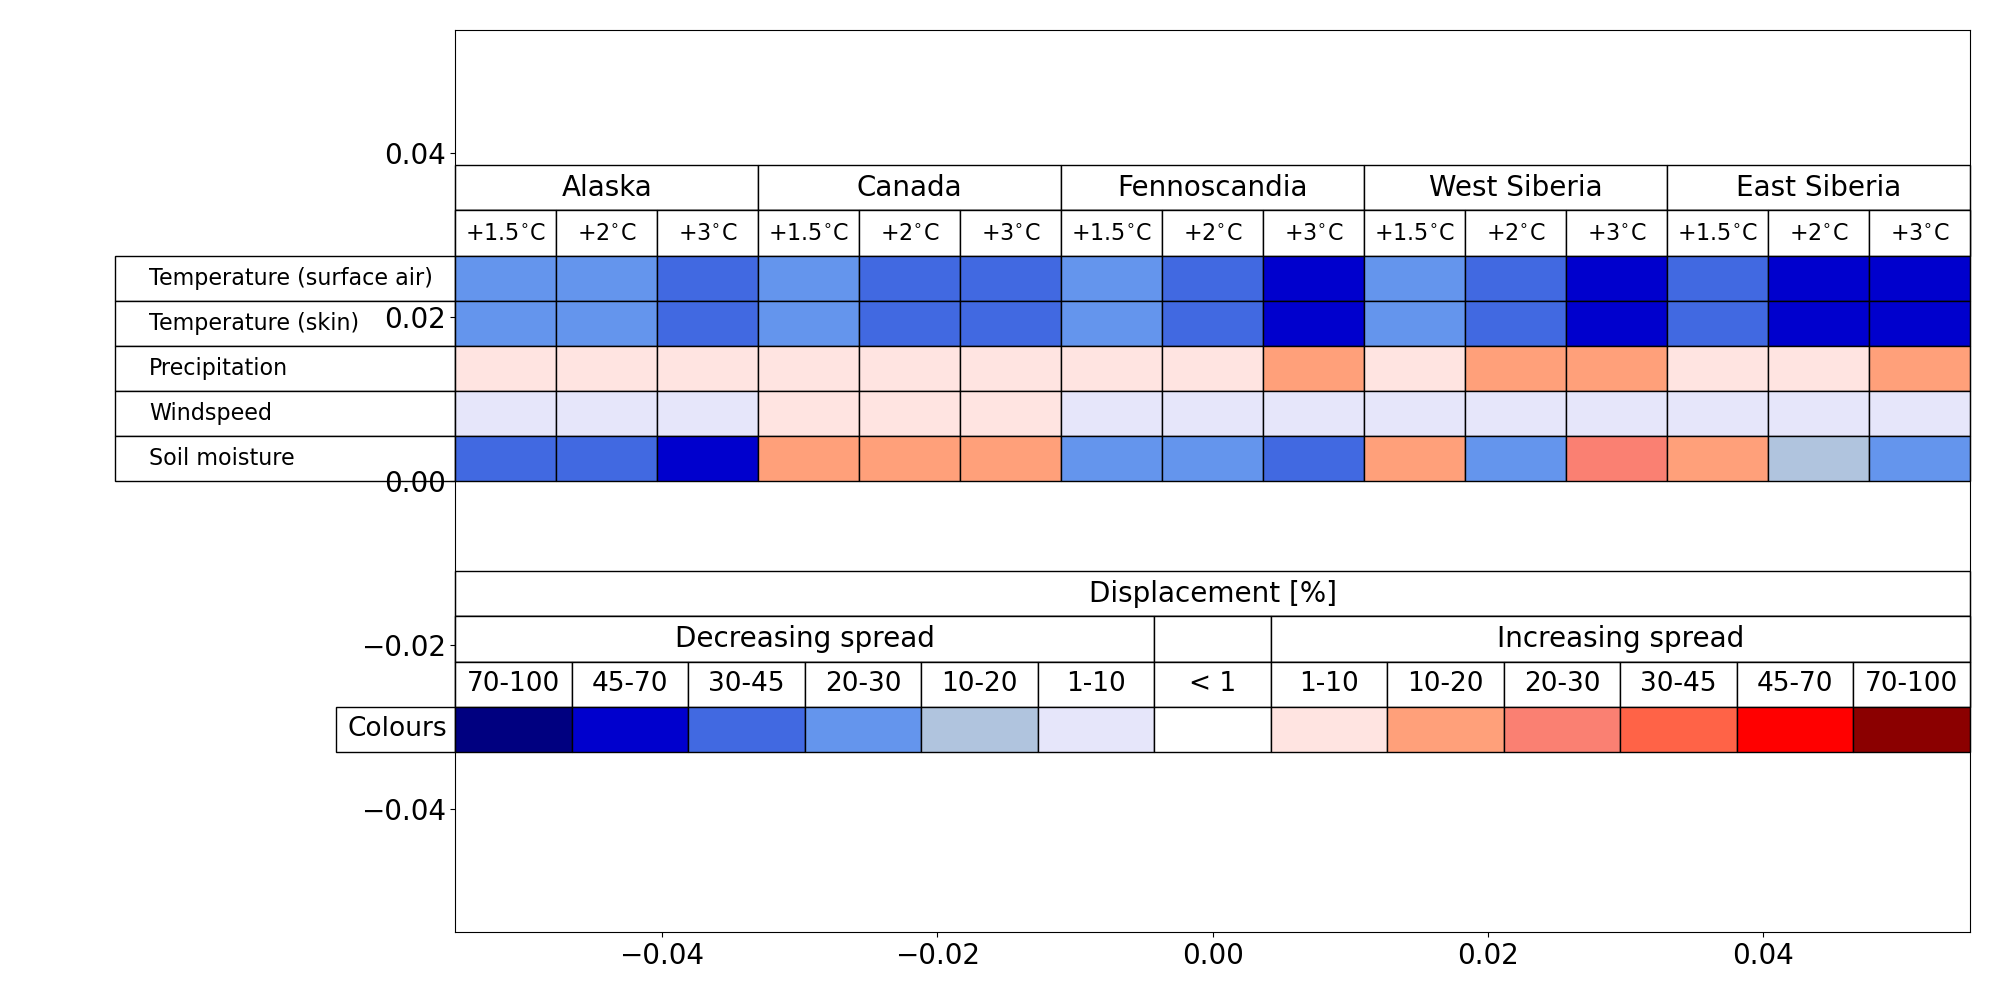 0.04
Alaska Canada Fennoscandia West Siberia East Siberia
+1.5°C +2°C +3°C +1.5°C +2°C +3°C +1.5°C +2°C +3°C +1.5°C +2°C +3°C +1.5°C +2°C +3°C
Temperature (surface air)
Temperature (skin) 0.02
Precipitation
Windspeed
Soil moisture
0.00
Displacement [%]
−0.02 Decreasing spread Increasing spread
70-100 45-70 30-45 20-30 10-20 1-10 < 1 1-10 10-20 20-30 30-45 45-70 70-100
Colours
−0.04
−0.04 −0.02 0.00 0.02 0.04